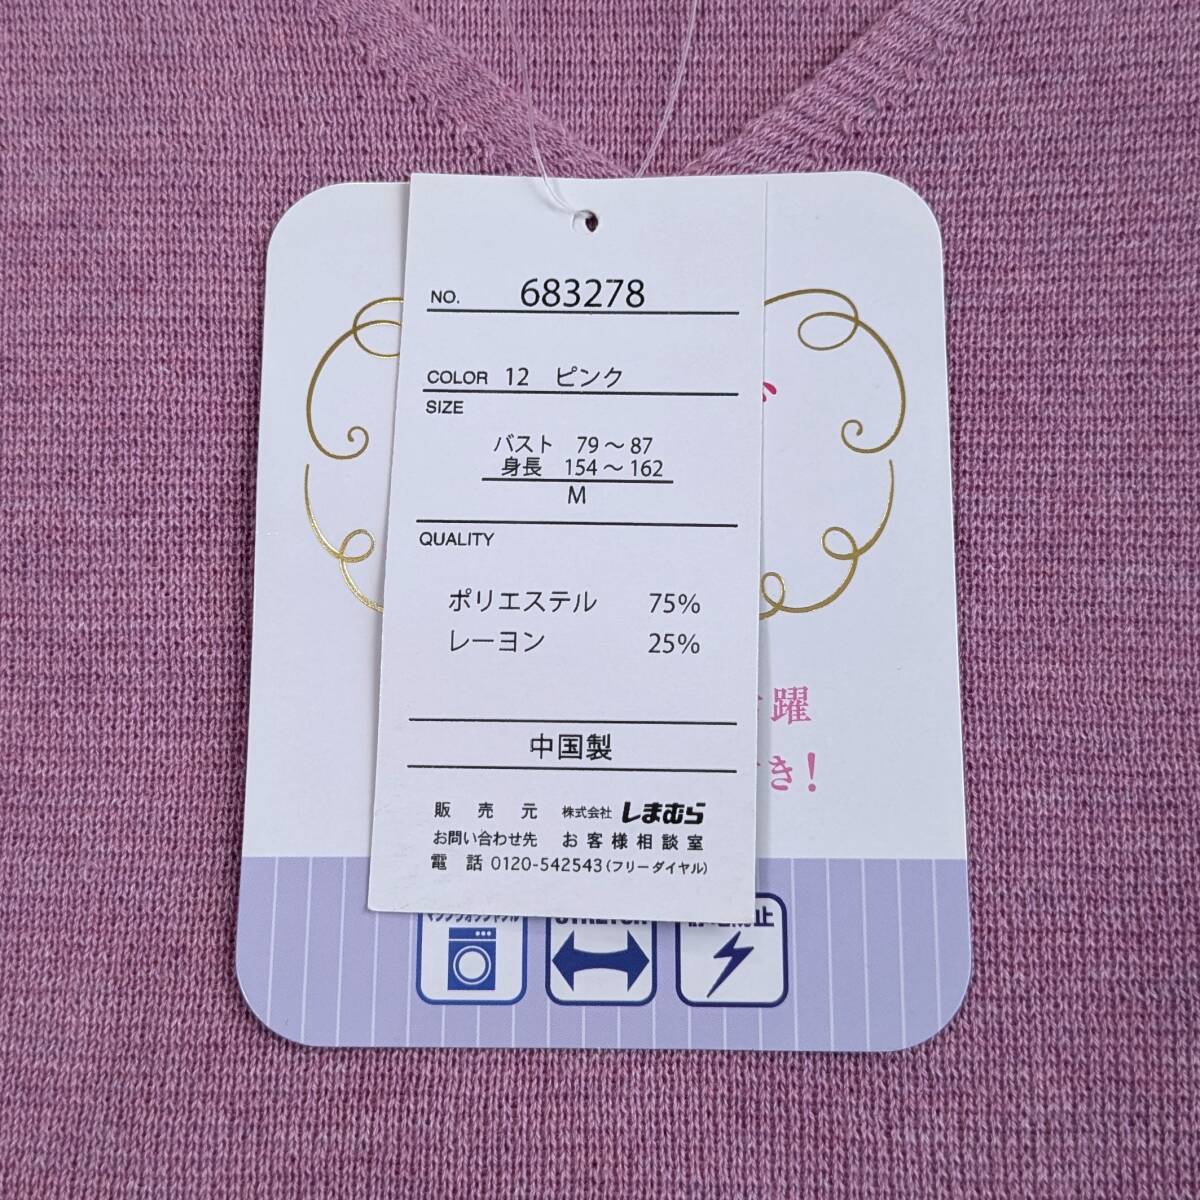 NO. 683278
COLOR 12 ピンク
SIZE
バスト 79～87
身長 154～162
M
QUALITY
ポリエステル 75%
レーヨン 25%
中国製
販売元 株式会社 しまむら
お問い合わせ先 お客様相談室
電話 0120-542543(フリーダイヤル)
躍
き!